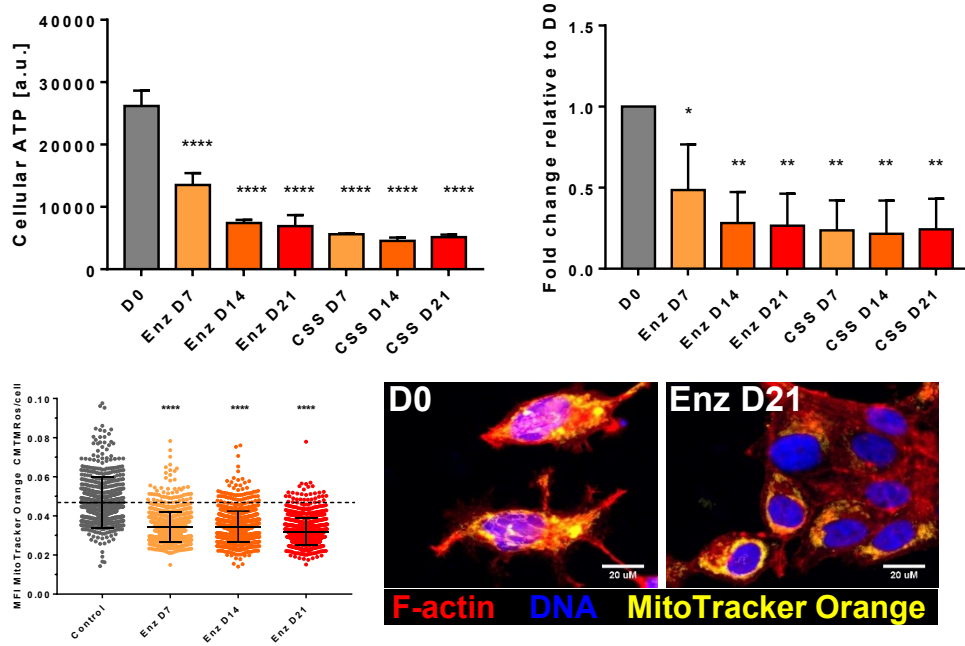 Cellular ATP [a.u.]
40000
30000
20000
10000
0
****
**** **** **** **** ****
D0
Enz D7
Enz D14
Enz D21
CSS D7
CSS D14
CSS D21
Fold change relative to D0
1.0
0.5
0.0
*
** ** ** ** **
D0
Enz D7
Enz D14
Enz D21
CSS D7
CSS D14
CSS D21
MFI MitoTracker Orange CMTMRos/cell
0.10
0.08
0.06
0.04
0.02
0.00
**** **** ****
Control
Enz D7
Enz D14
Enz D21
D0
20 uM
Enz D21
20 uM
F-actin DNA MitoTracker Orange